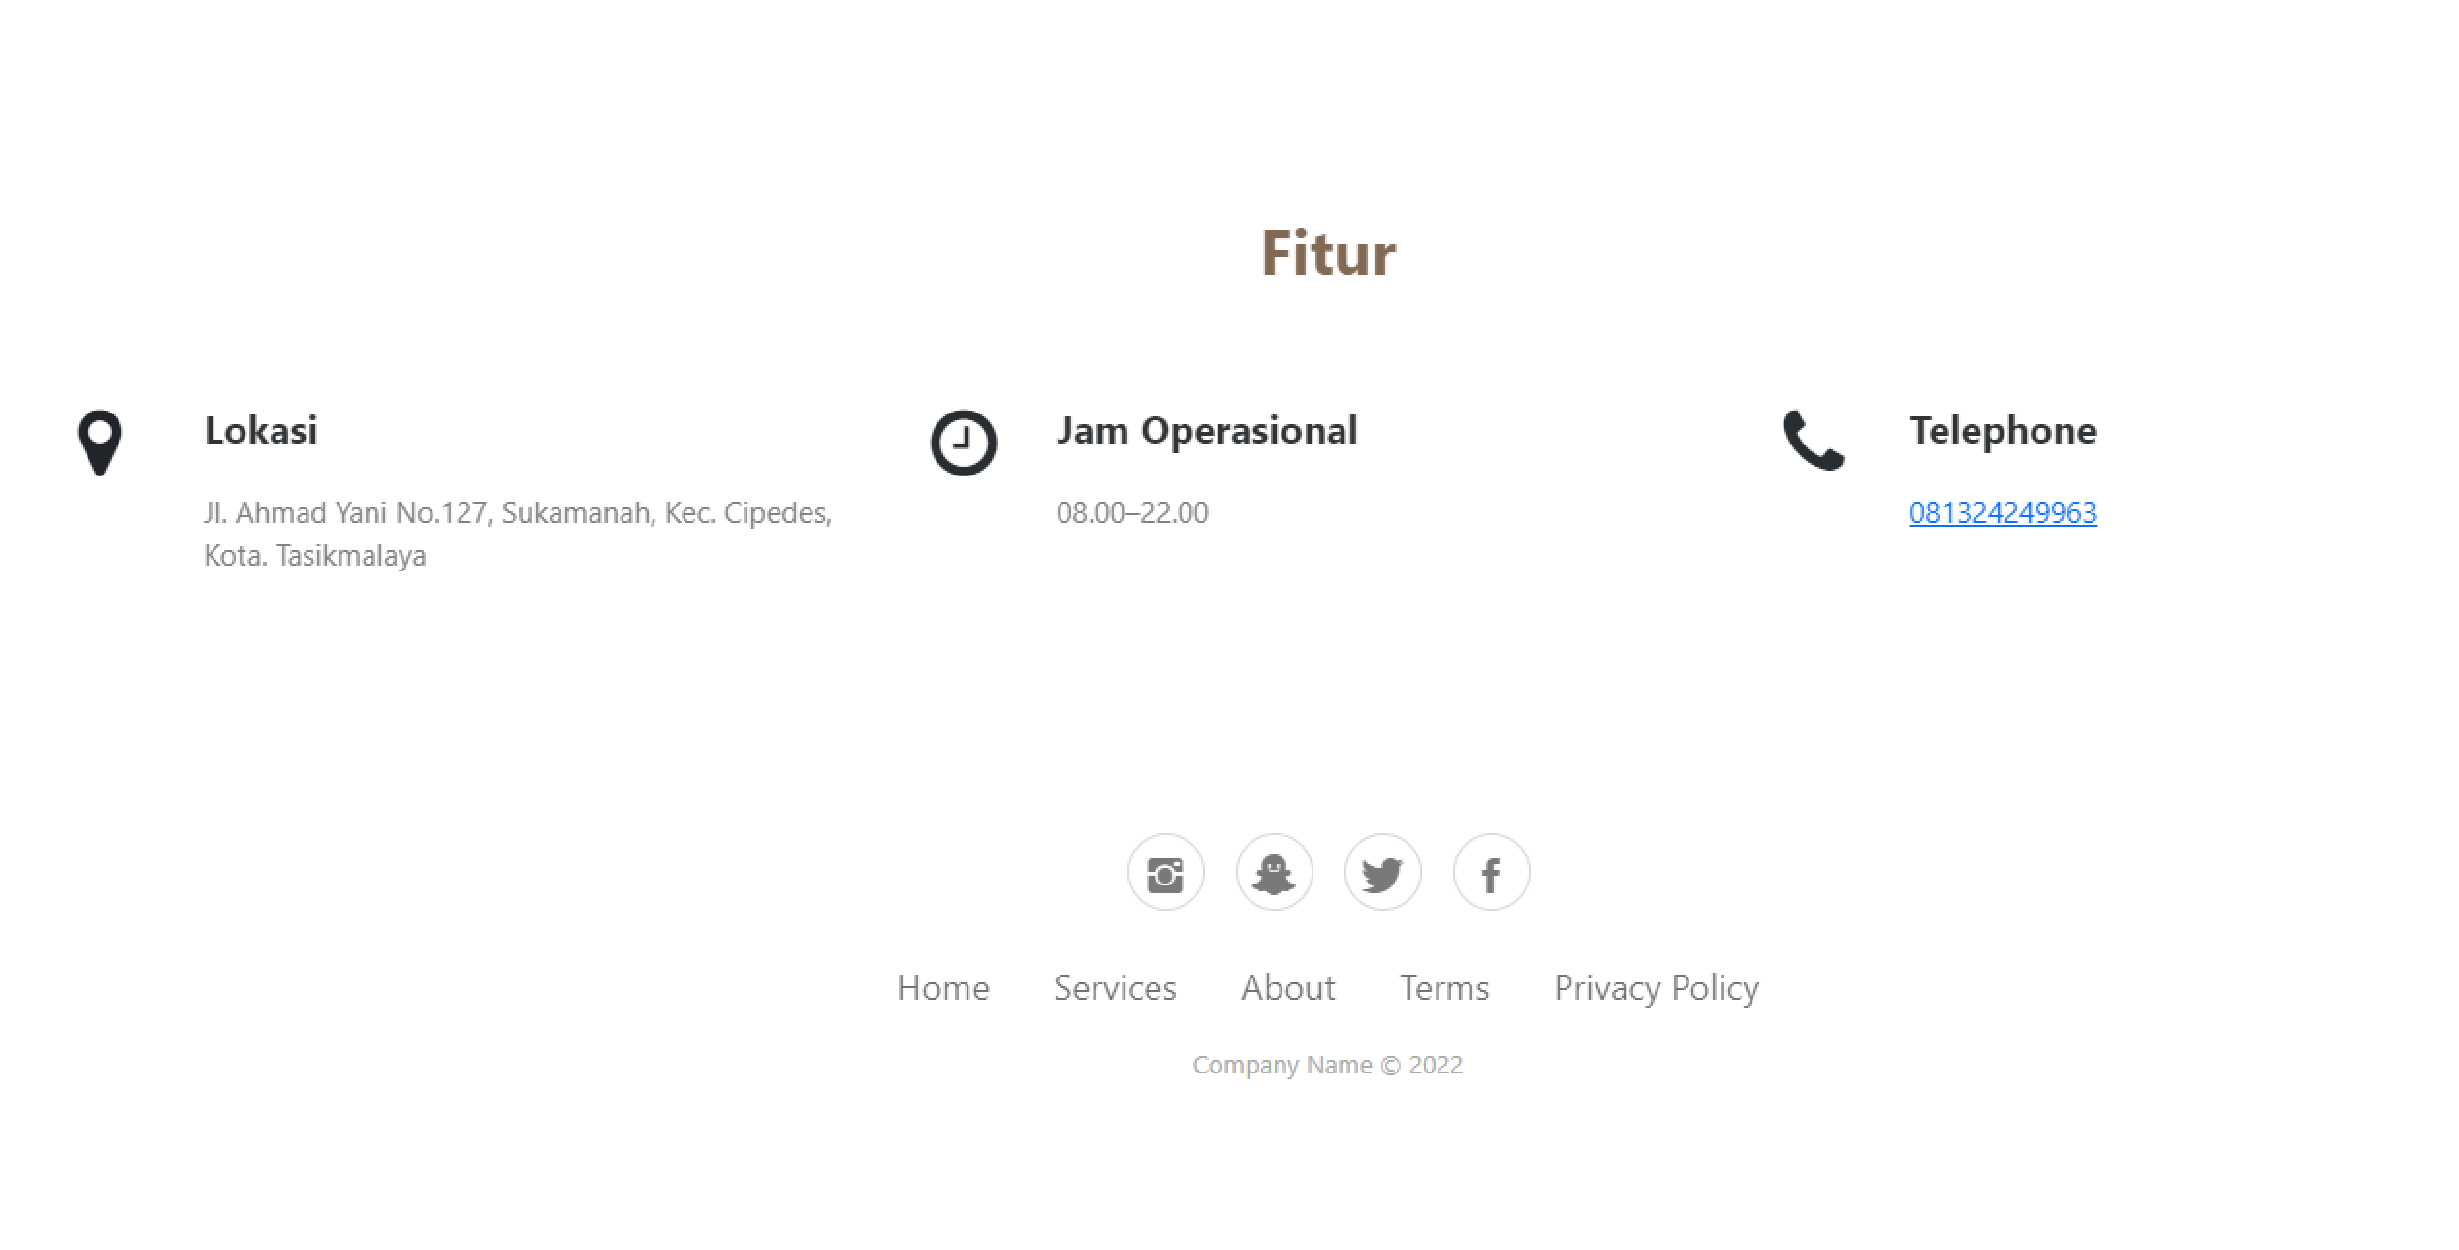 Fitur
Lokasi
Jl. Ahmad Yani No.127, Sukamanah, Kec. Cipedes,
Kota. Tasikmalaya
Jam Operasional
08.00–22.00
Telephone
081324249963
Home Services About Terms Privacy Policy
Company Name © 2022